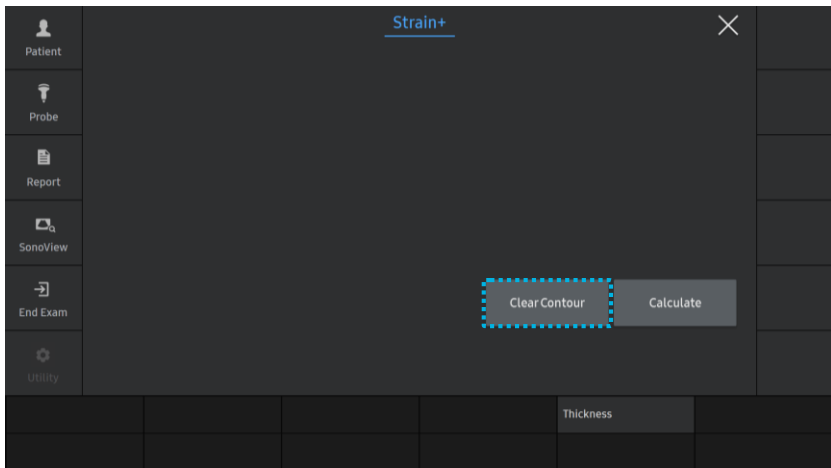 Strain+
Patient
Probe
Report
SonoView
End Exam
Utility
Clear Contour
Calculate
Thickness